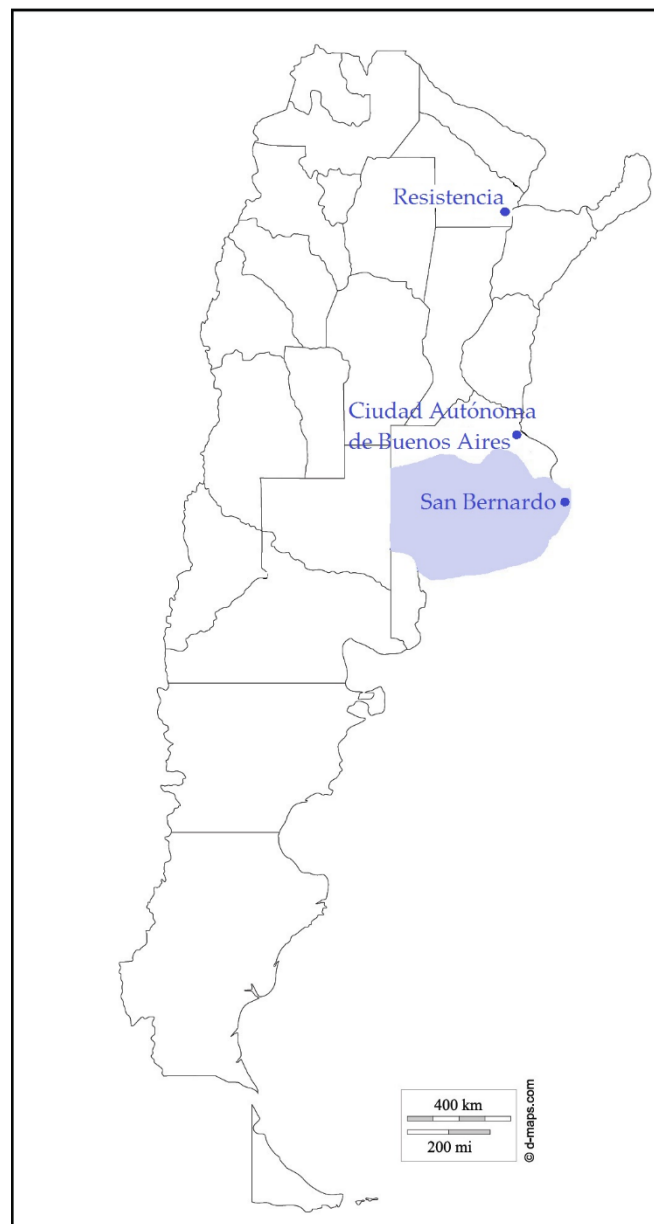 Resistencia
Ciudad Autónoma
de Buenos Aires
San Bernardo
400 km
200 mi
© d-maps.com